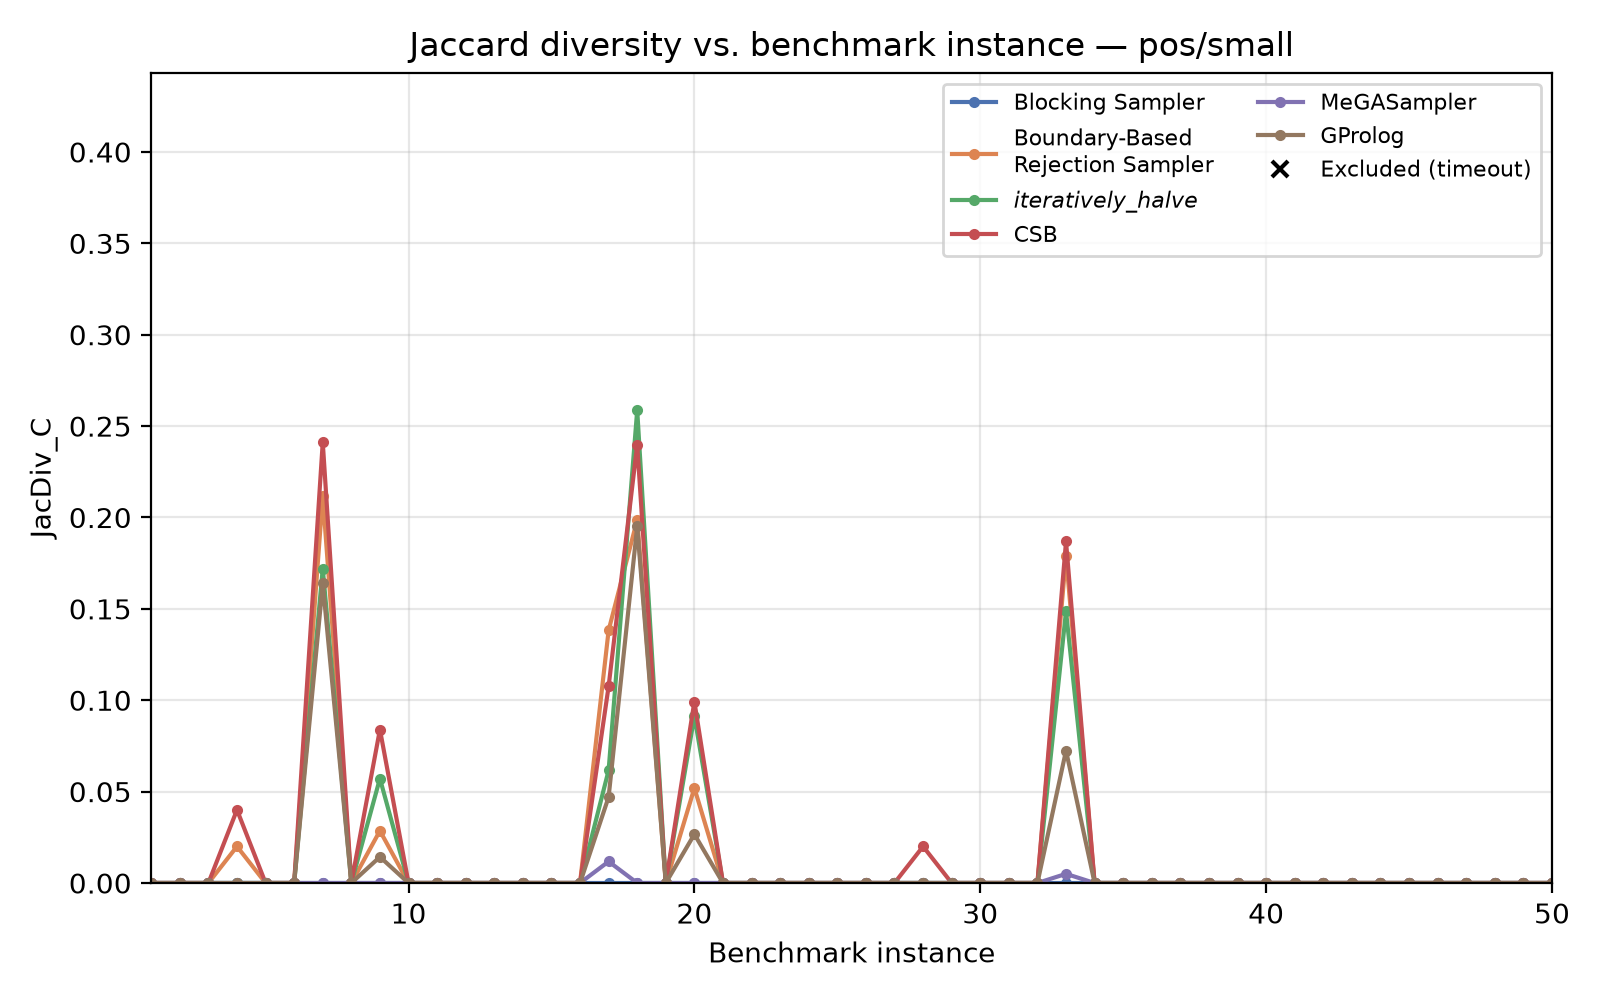 Jaccard diversity vs. benchmark instance — pos/small
Blocking Sampler
Boundary-Based
Rejection Sampler
iteratively_halve
CSB
MeGASampler
GProlog
Excluded (timeout)
JacDiv_C
0.40
0.35
0.30
0.25
0.20
0.15
0.10
0.05
0.00
10
20
30
40
50
Benchmark instance